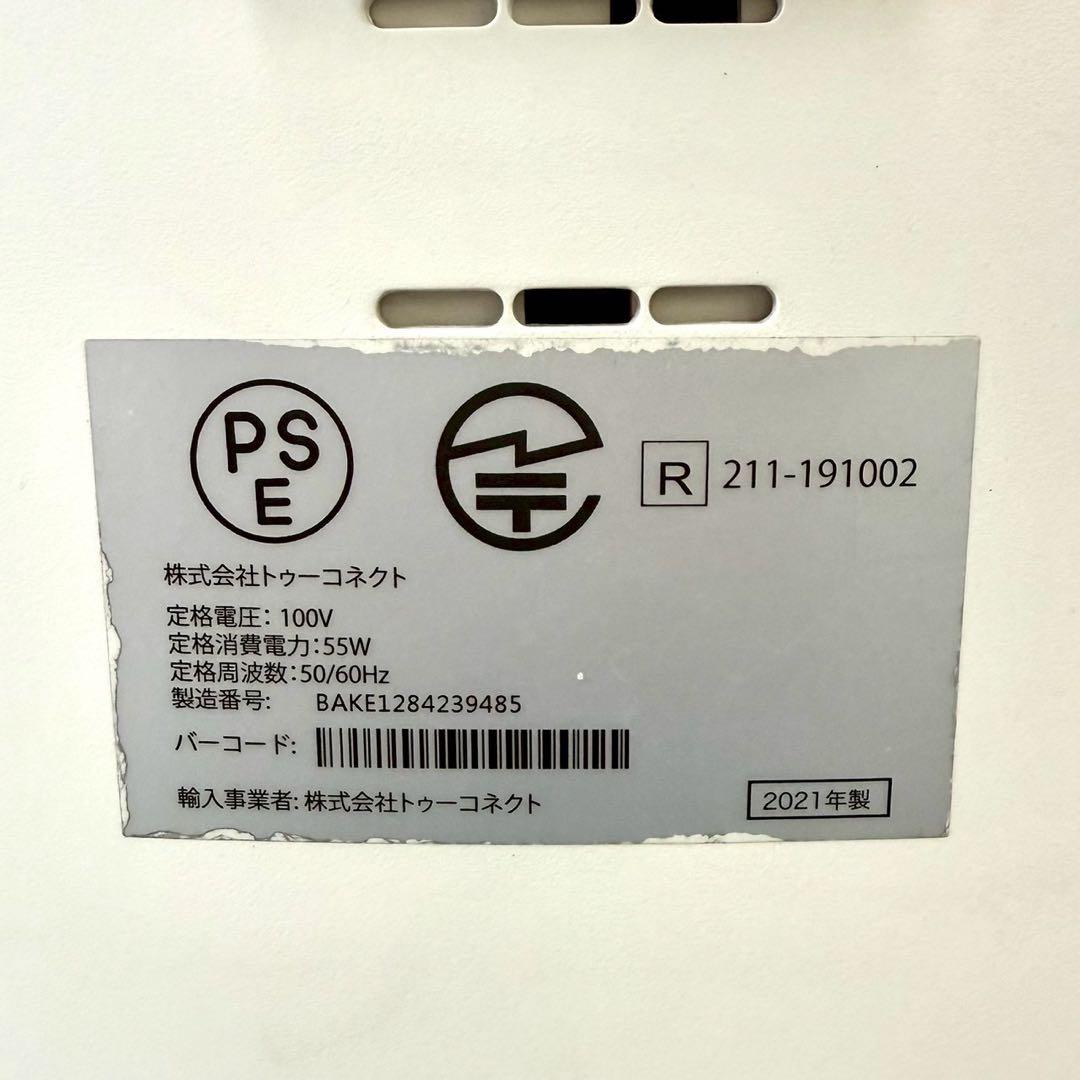 PS
E
R 211-191002
株式会社トゥーコネクト
定格電圧: 100V
定格消費電力:55W
定格周波数:50/60Hz
製造番号: BAKE1284239485
バーコード:
輸入事業者: 株式会社トゥーコネクト
2021年製